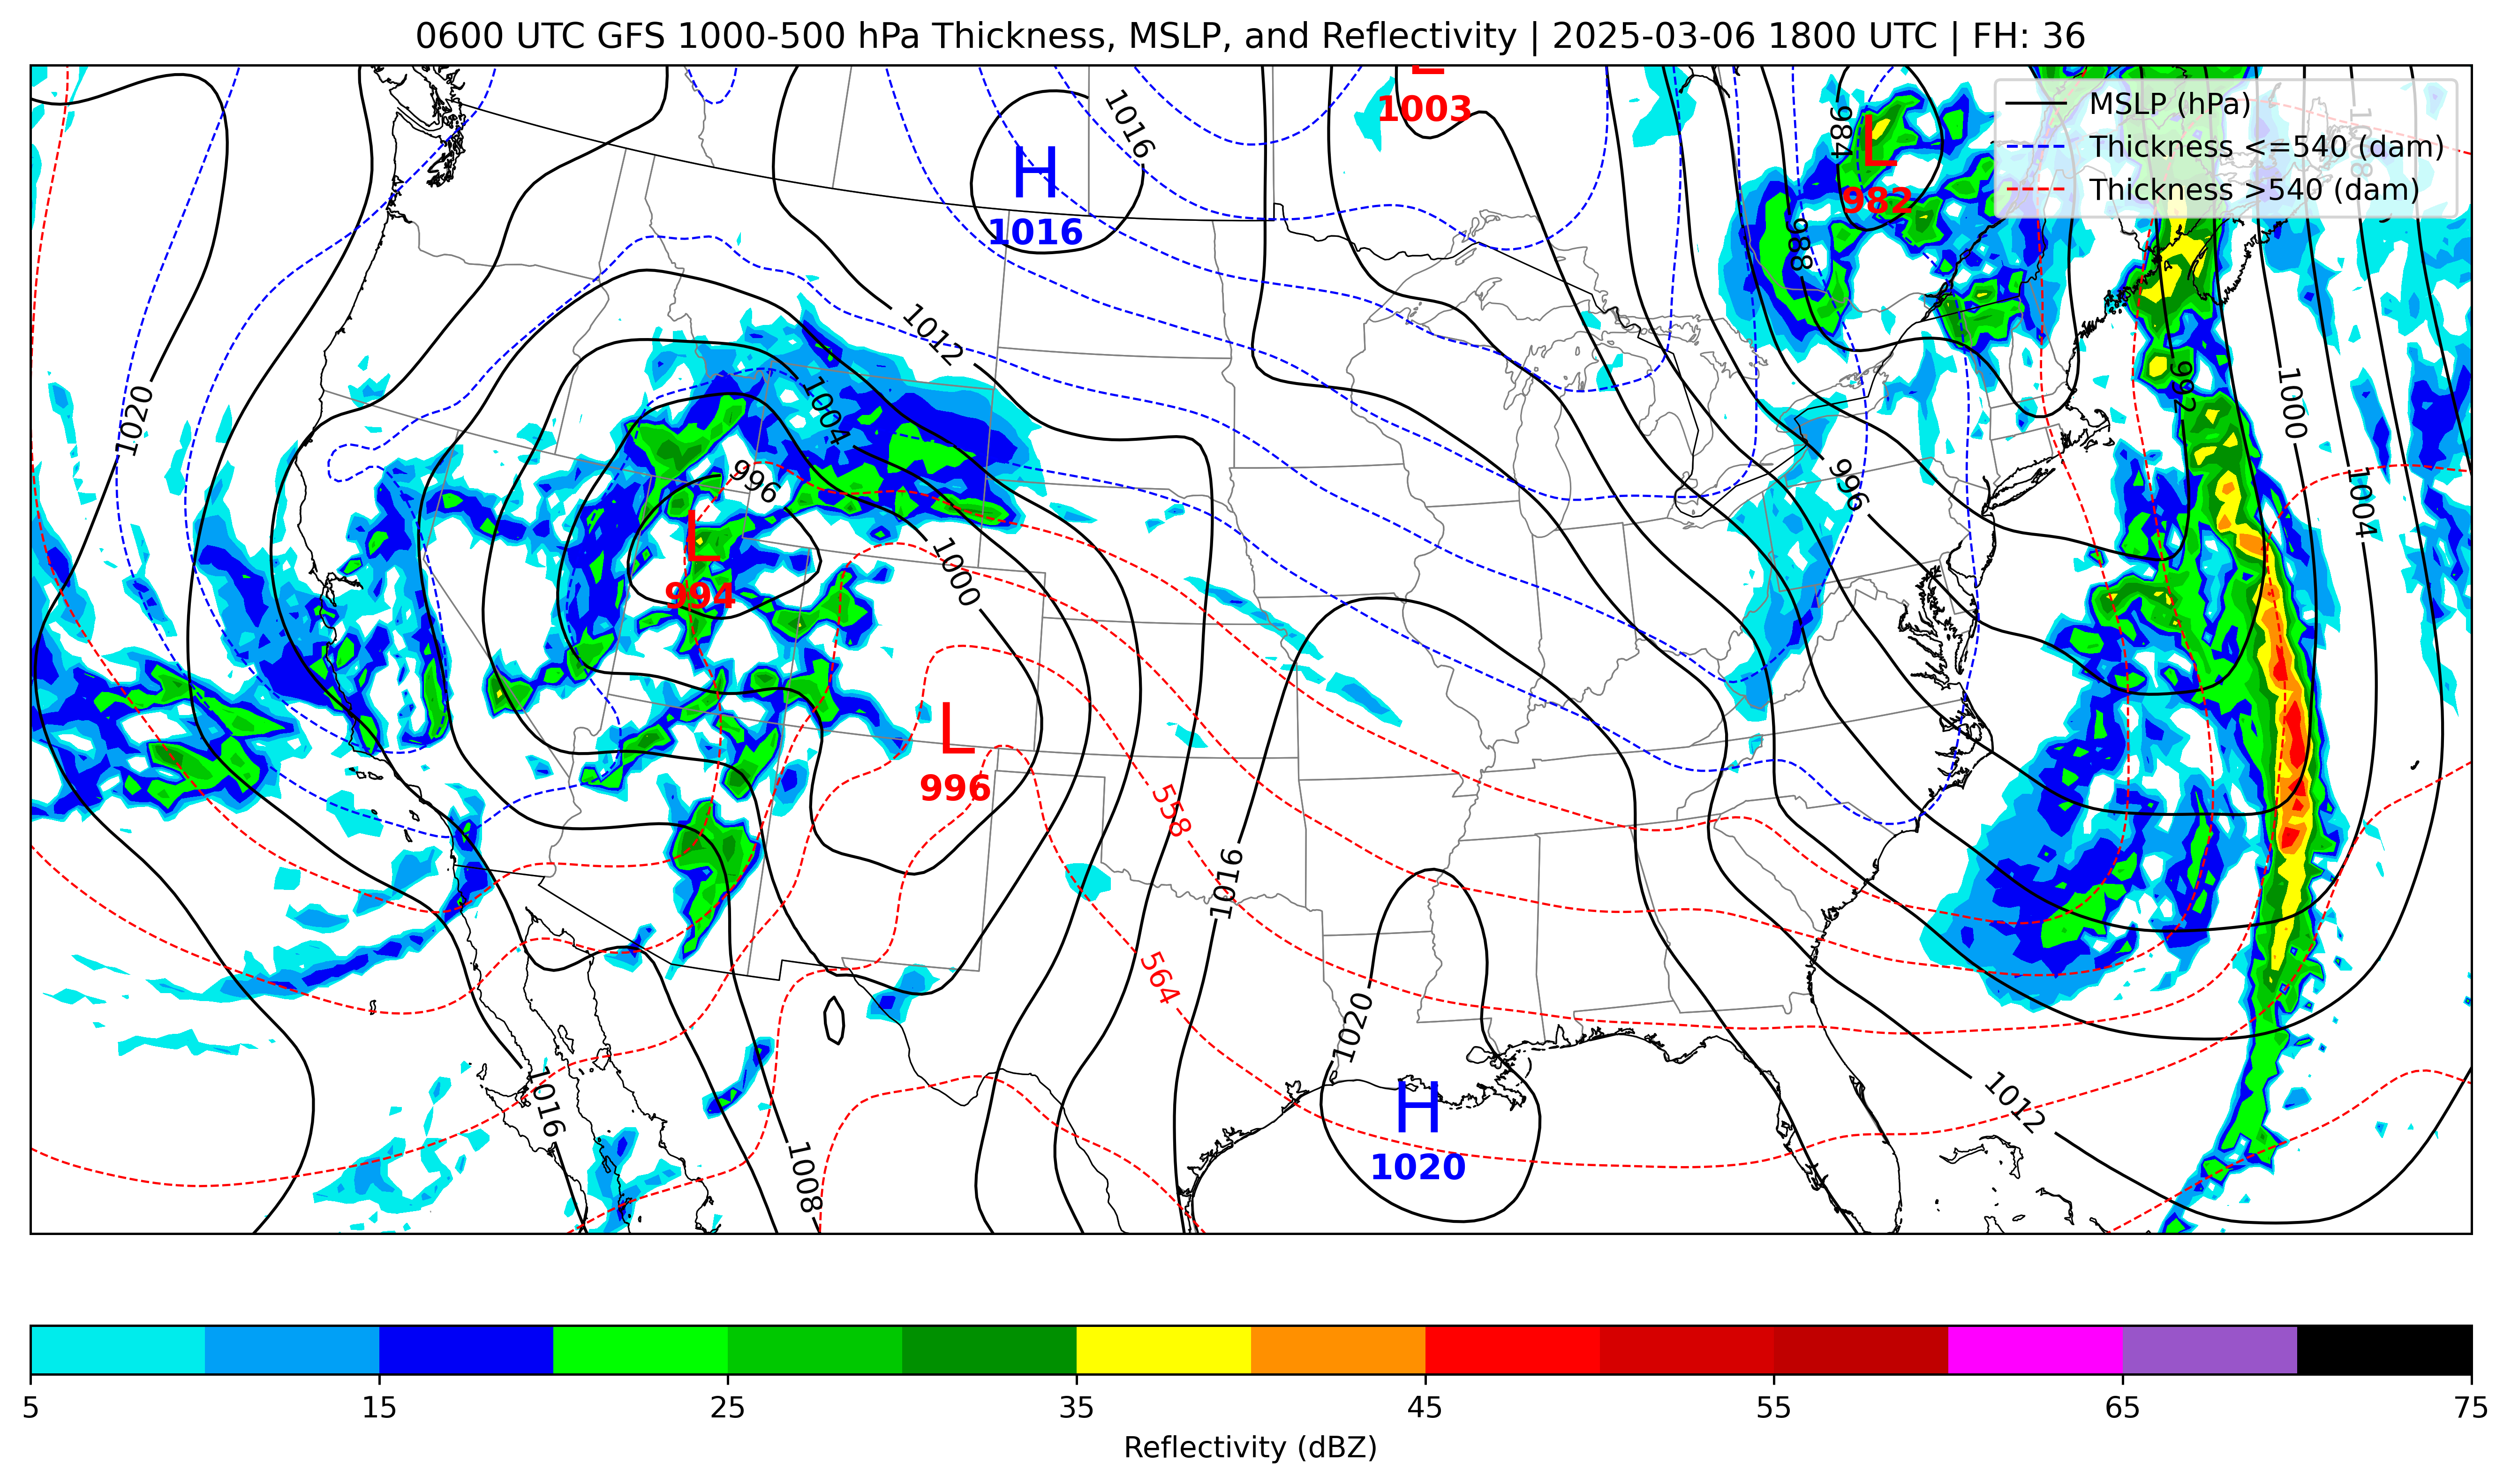 0600 UTC GFS 1000-500 hPa Thickness, MSLP, and Reflectivity | 2025-03-06 1800 UTC | FH: 36
MSLP (hPa)
Thickness <=540 (dam)
Thickness >540 (dam)
L
1003
1016
984
L
982
H
1016
988
1008
1012
1020
1004
992
1000
996
996
1004
L
994
1000
L
996
558
1016
564
1020
1012
H
1020
1016
1008
5 15 25 35 45 55 65 75
Reflectivity (dBZ)